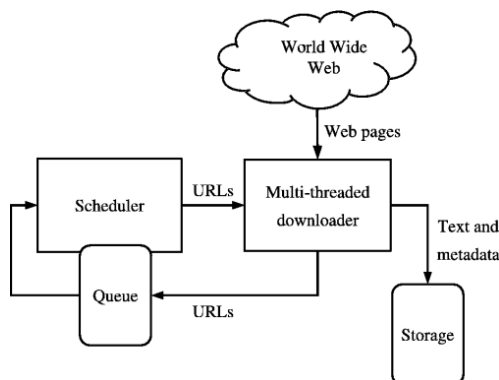 World Wide
Web
Web pages
URLs
Scheduler
Multi-threaded
downloader
Text and
metadata
Queue
URLs
Storage